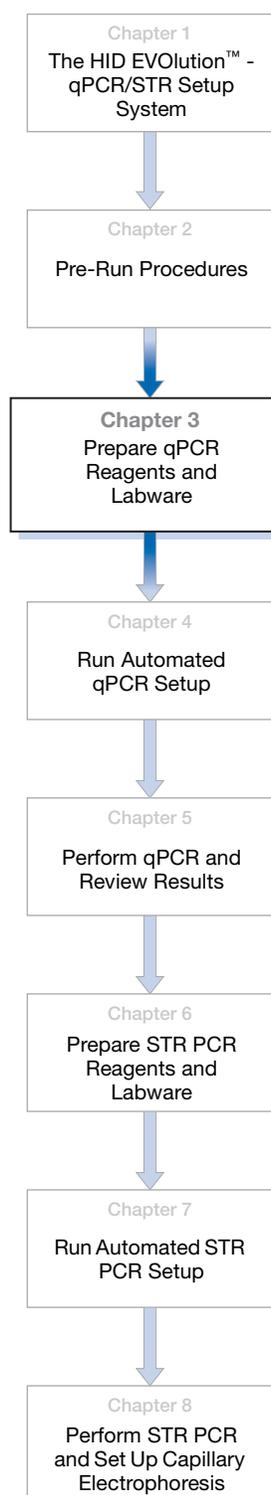 Chapter 1
The HID EVOlution™ -
qPCR/STR Setup
System
Chapter 2
Pre-Run Procedures
Chapter 3
Prepare qPCR
Reagents and
Labware
Chapter 4
Run Automated
qPCR Setup
Chapter 5
Perform qPCR and
Review Results
Chapter 6
Prepare STR PCR
Reagents and
Labware
Chapter 7
Run Automated STR
PCR Setup
Chapter 8
Perform STR PCR
and Set Up Capillary
Electrophoresis